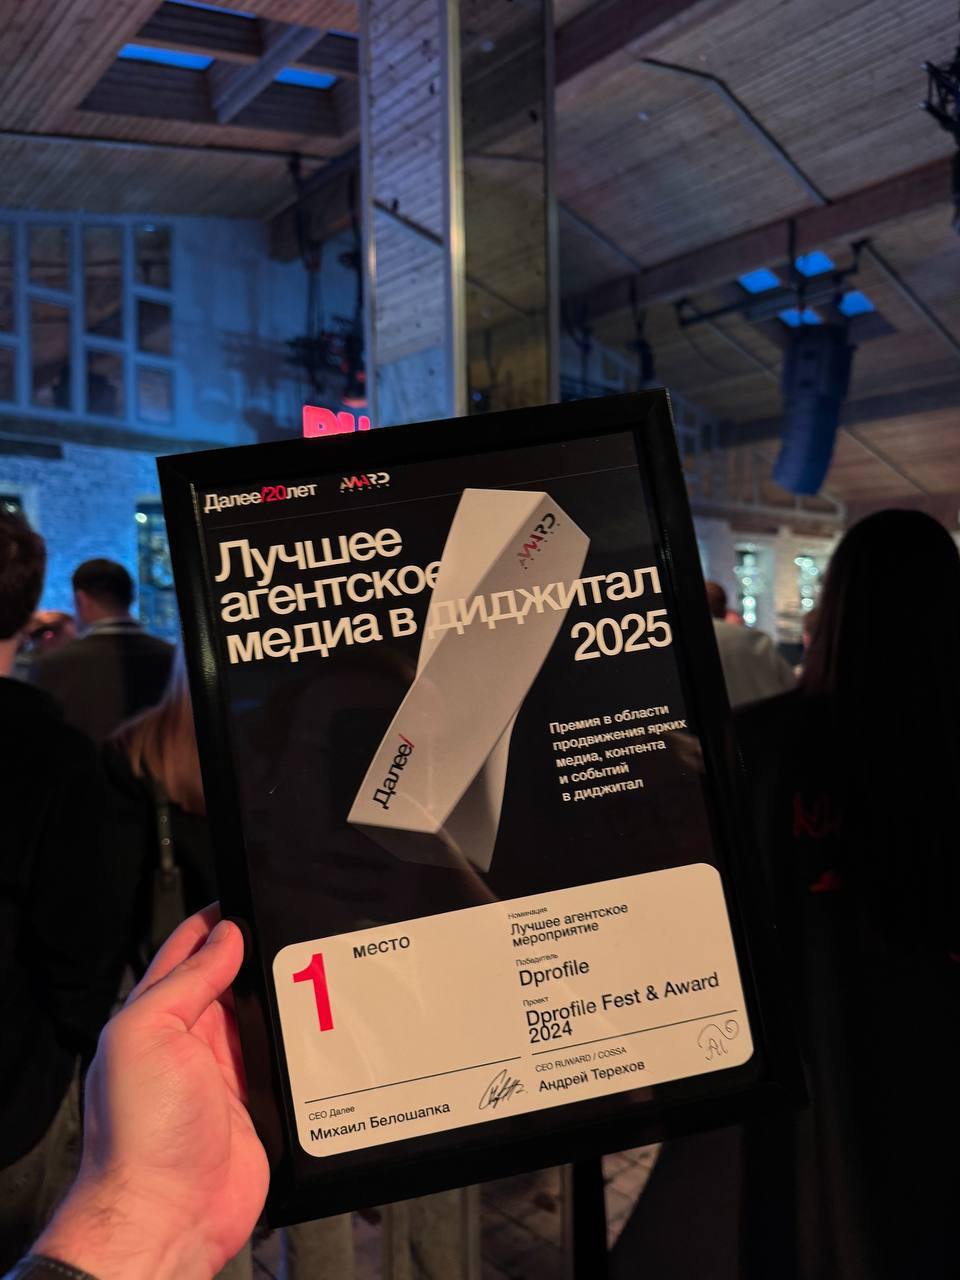 Далее/20лет
AWARD
Лучшее
агентское
медиа в диджитал
2025
AWARD
Далее/
Премия в области
продвижения ярких
медиа, контента
и событий
в диджитал
1 место
Номинация
Лучшее агентское
мероприятие
Победитель
Dprofile
Проект
Dprofile Fest & Award
2024
CEO Далее
Михаил Белошапка
CEO RUWARD / COSSA
Андрей Терехов